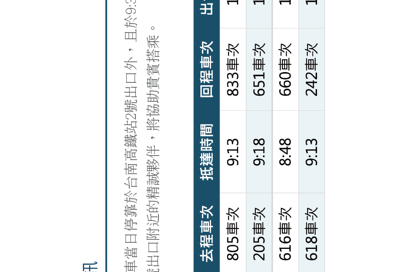 訊
車當日停靠於台南高鐵站2號出口外，且於9:3
號出口附近的精誠夥伴，將協助貴賓搭乘。
去程車次 抵達時間 回程車次 出
805車次 9:13 833車次 1
205車次 9:18 651車次 1
616車次 8:48 660車次 1
618車次 9:13 242車次 1